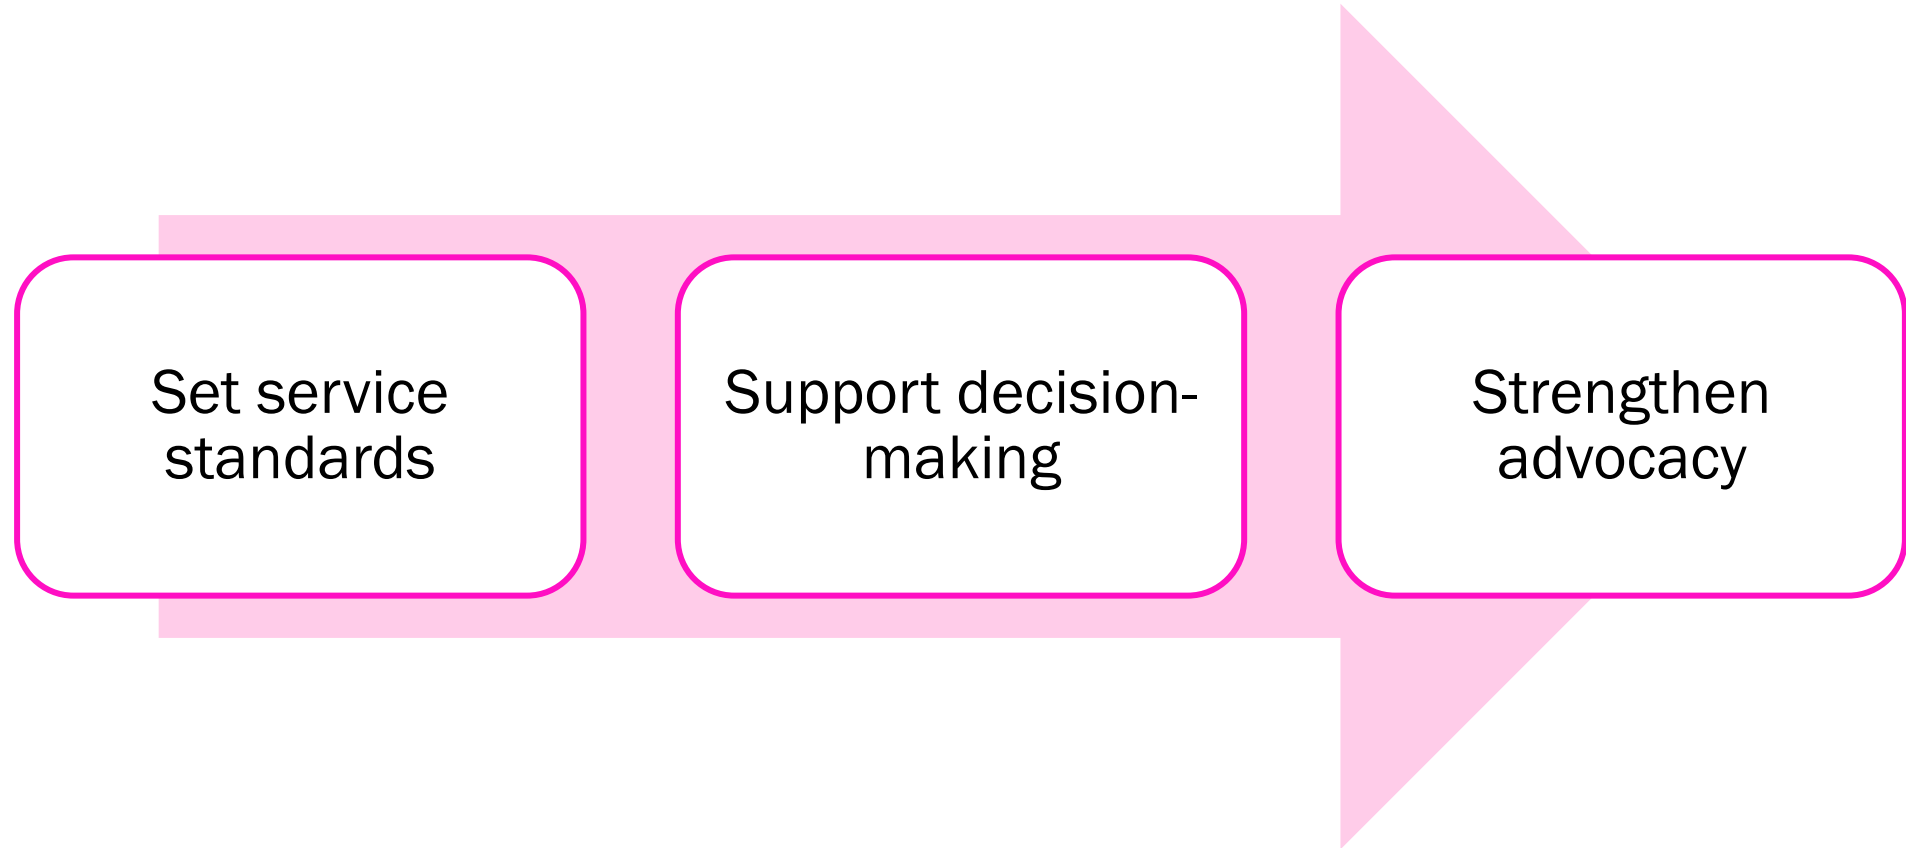 Set service
standards
Support decision-
making
Strengthen
advocacy